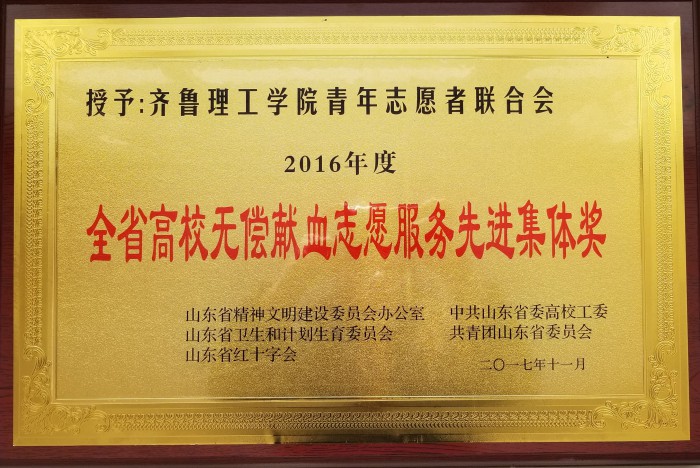 授予:齐鲁理工学院青年志愿者联合会
2016年度
全省高校无偿献血志愿服务先进集体奖
山东省精神文明建设委员会办公室 中共山东省委高校工委
山东省卫生和计划生育委员会 共青团山东省委员会
山东省红十字会
二〇一七年十一月